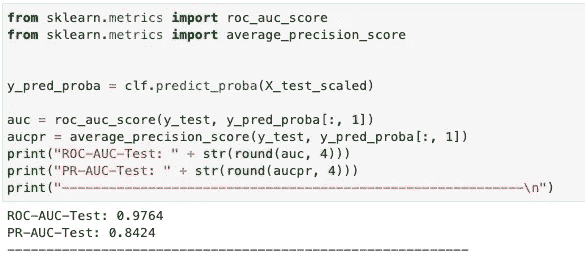 from sklearn.metrics import roc_auc_score
from sklearn.metrics import average_precision_score
y_pred_proba = clf.predict_proba(X_test_scaled)
auc = roc_auc_score(y_test, y_pred_proba[:, 1])
aucpr = average_precision_score(y_test, y_pred_proba[:, 1])
print("ROC-AUC-Test: " + str(round(auc, 4)))
print("PR-AUC-Test: " + str(round(aucpr, 4)))
print("------------------------------------------------------------\n")
ROC-AUC-Test: 0.9764
PR-AUC-Test: 0.8424
------------------------------------------------------------